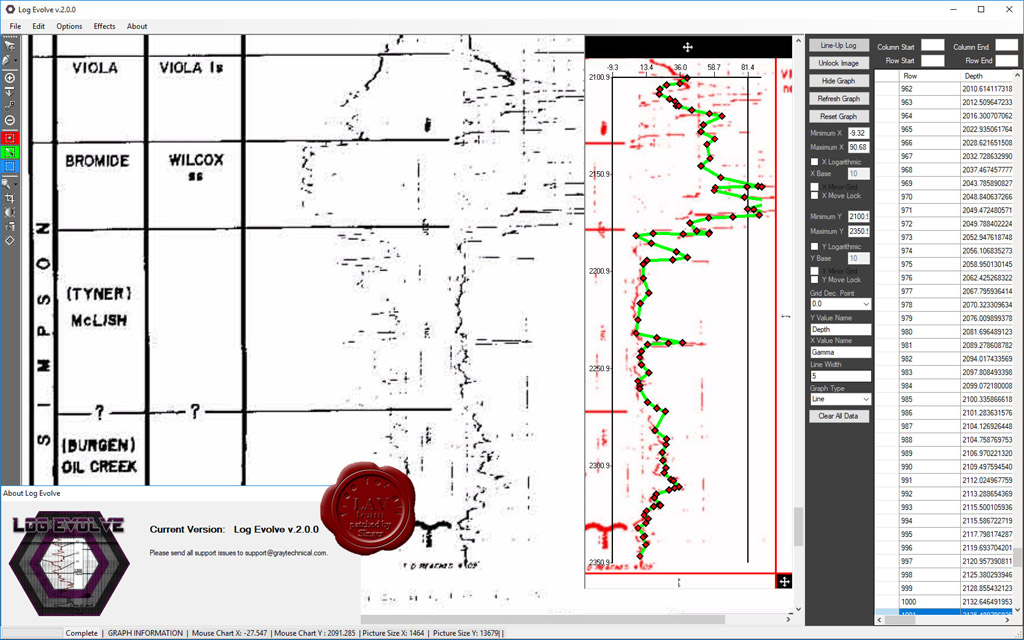 Log Evolve v.2.0.0
File Edit Options Effects About
VIOLA VIOLA ls
BROMIDE WILCOX
SIMPSON
(TYNER)
McLISH
? ?
(BURGEN)
OIL CREEK
-9.3 13.4 36.0 58.7 81.4
2100.9
2150.9
2200.9
2250.9
2300.9
2350.9
Line-Up Log
Unlock Image
Hide Graph
Refresh Graph
Reset Graph
Minimum X -9.32
Maximum X 90.68
X Logarithmic
X Base 10
X Minor Grid
X Move Lock
Minimum Y 2100.9
Maximum Y 2350.9
Y Logarithmic
Y Base 10
Y Minor Grid
Y Move Lock
Grid Dec. Point
0.0
Y Value Name
Depth
X Value Name
Gamma
Line Width
5
Graph Type
Line
Clear All Data
Column Start Column End
Row Start Row End
Row Depth
962 2010.614117318
963 2012.509647233
964 2016.300707062
965 2022.935061764
966 2028.621651508
967 2032.728632990
968 2037.467457777
969 2043.785890827
970 2048.840637266
971 2049.472480571
972 2049.788402224
973 2052.947618748
974 2056.106835273
975 2058.950130145
976 2062.425268322
977 2067.795936414
978 2070.323309634
979 2076.009899378
980 2081.696489123
981 2089.278608782
982 2094.017433569
983 2097.808493398
984 2099.072180008
985 2100.335866618
986 2101.283631576
987 2104.126926448
988 2104.758769753
989 2106.970221320
990 2109.497594540
991 2112.024967759
992 2113.288654369
993 2115.500105936
994 2115.586722719
995 2117.798174287
996 2119.693704201
997 2120.957390811
998 2125.380293946
999 2128.855432123
1000 2132.646491953
About Log Evolve
LOG EVOLVE
Current Version: Log Evolve v.2.0.0
Please send all support issues to support@graytechnical.com.
LAV
team
patched by
Complete | GRAPH INFORMATION | Mouse Chart X: -27.547 | Mouse Chart Y : 2091.285 | Picture Size X: 1464 | Picture Size Y: 13679||